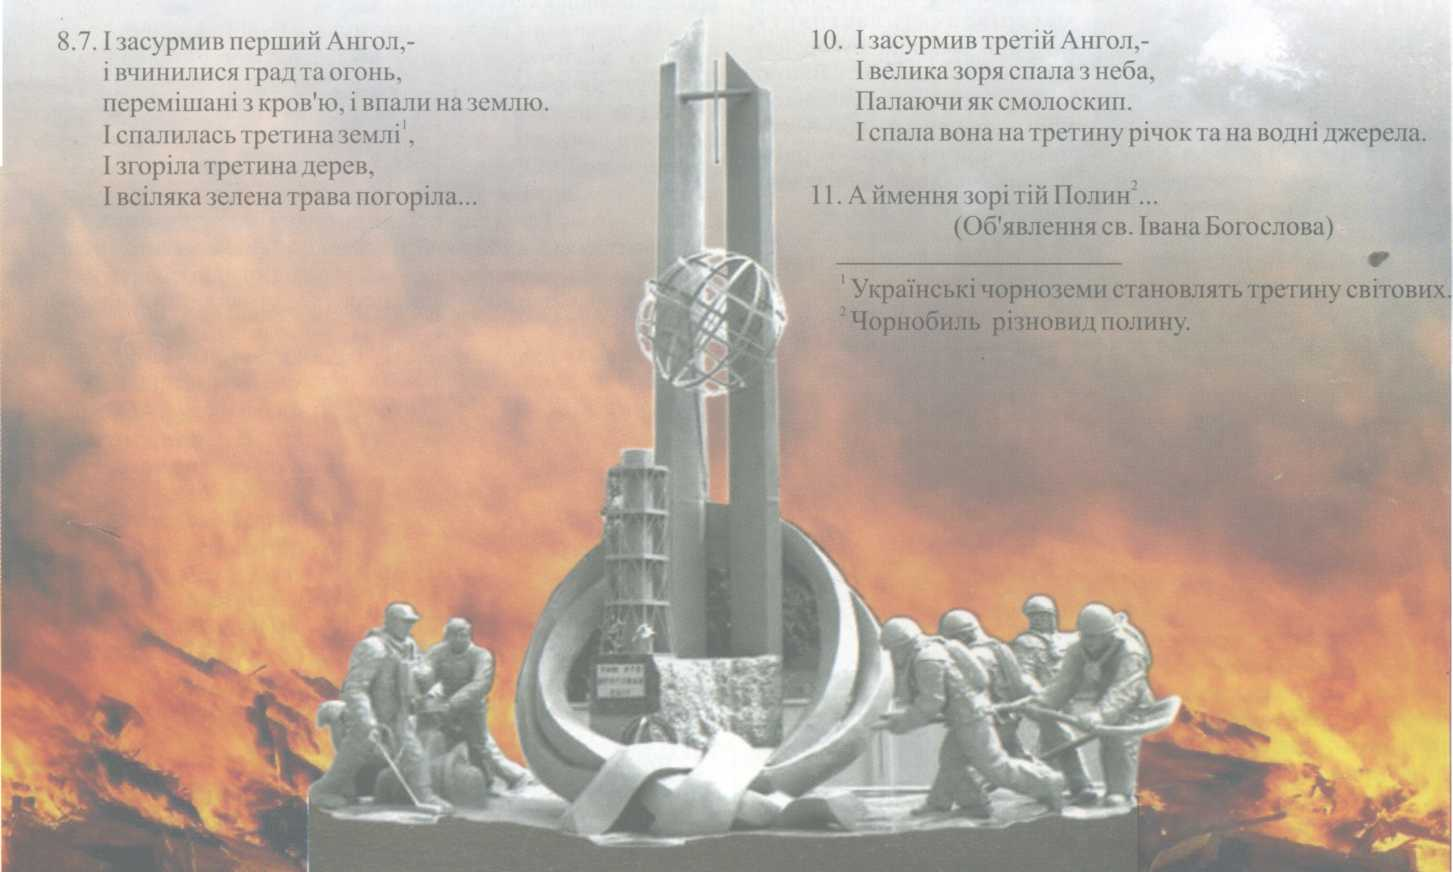 8.7. І засурмив перший Ангол,-
і вчинилися град та огонь,
перемішані з кров'ю, і впали на землю.
І спалилась третина землі¹,
І згоріла третина дерев,
І всіляка зелена трава погоріла...
10. І засурмив третій Ангол,-
І велика зоря спала з неба,
Палаючи як смолоскип.
І спала вона на третину річок та на водні джерела.
11. А ймення зорі тій Полин²...
(Об'явлення св. Івана Богослова)
¹ Українські чорноземи становлять третину світових.
² Чорнобиль різновид полину.